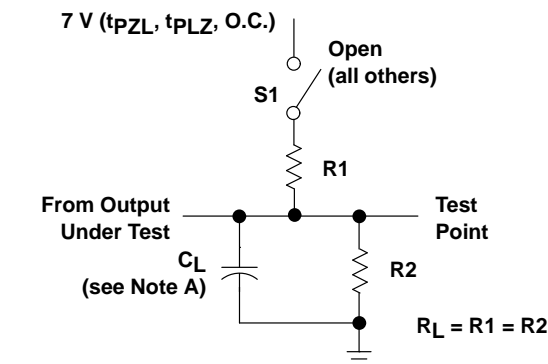 7 V (tPZL, tPLZ, O.C.)
Open
(all others)
S1
R1
From Output
Under Test
Test
Point
CL
(see Note A)
R2
RL = R1 = R2